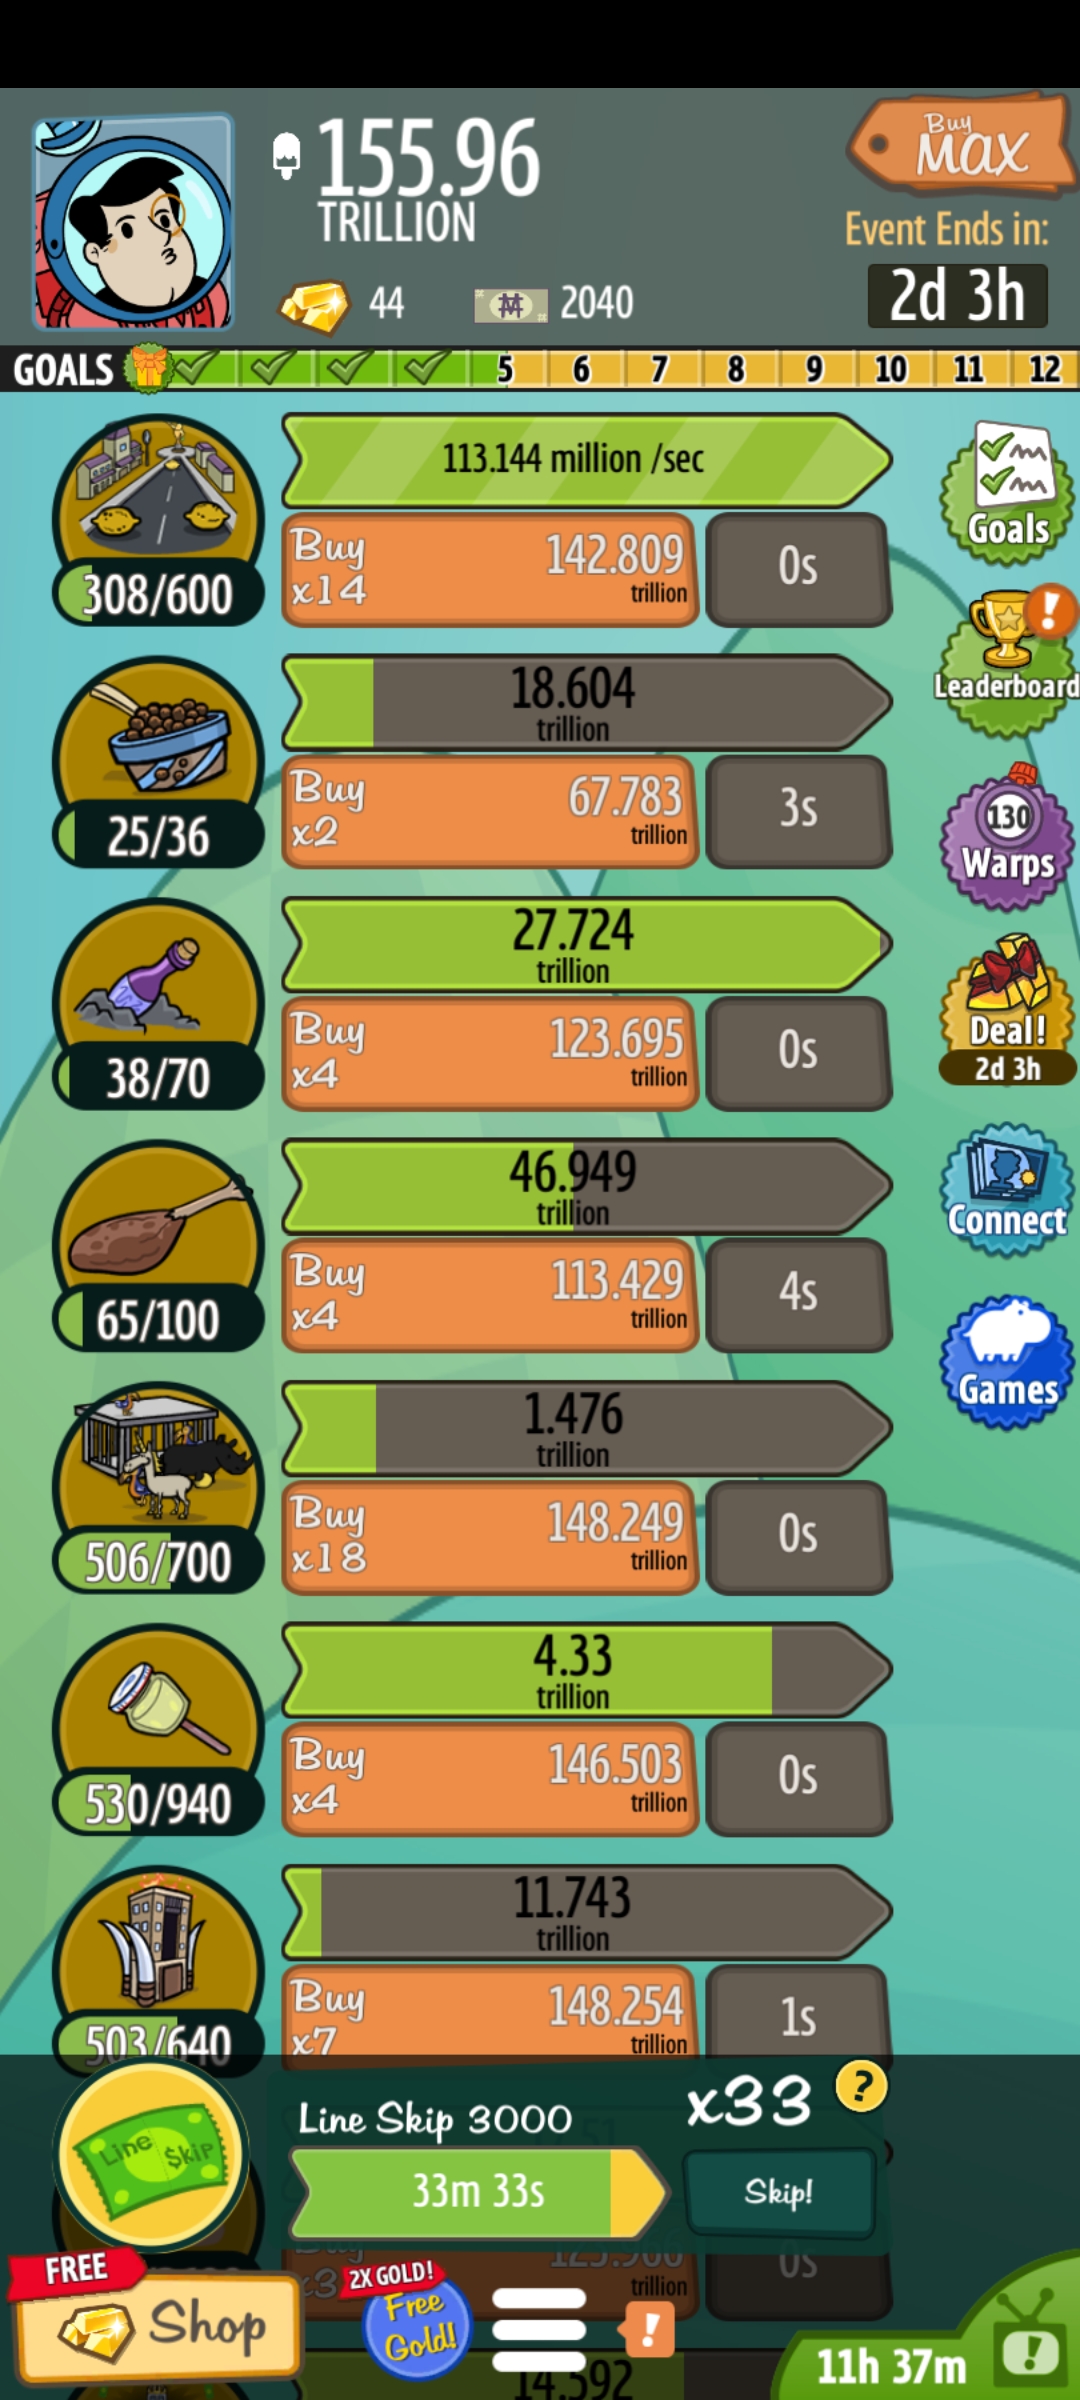 155.96
TRILLION
Buy
MAX
Event Ends in:
2d 3h
44
2040
GOALS
5 6 7 8 9 10 11 12
113.144 million /sec
Buy
x14
142.809
trillion
0s
308/600
Goals
Leaderboard
18.604
trillion
Buy
x2
67.783
trillion
3s
25/36
130
Warps
27.724
trillion
Buy
x4
123.695
trillion
0s
38/70
Deal!
2d 3h
46.949
trillion
Buy
x4
113.429
trillion
4s
65/100
Connect
Games
1.476
trillion
Buy
x18
148.249
trillion
0s
506/700
4.33
trillion
Buy
x4
146.503
trillion
0s
530/940
11.743
trillion
Buy
x7
148.254
trillion
1s
503/640
Line Skip
Line Skip 3000
x33
?
33m 33s
Skip!
Buy
x3
trillion
0s
FREE
Shop
2X GOLD!
Free
Gold!
!
14.592
11h 37m
!